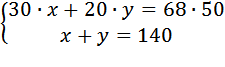 30 · x + 20 · y = 68 · 50
x + y = 140